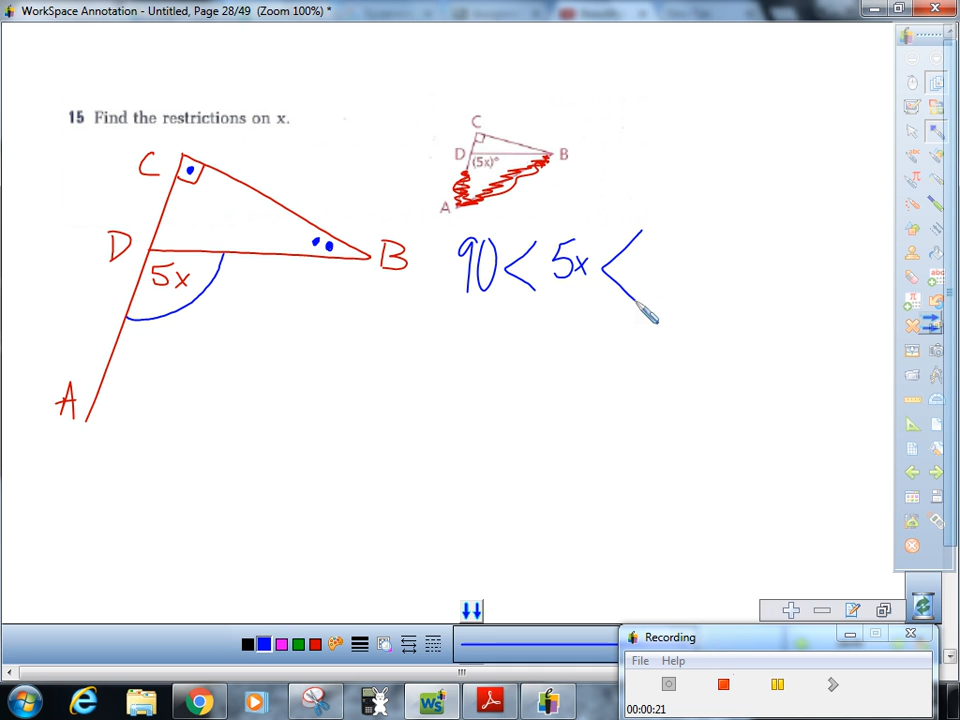 WorkSpace Annotation - Untitled, Page 28/49 (Zoom 100%) *
15 Find the restrictions on x.
C
D
B
(5x)°
A
C
D
5x
B
A
90 < 5x <
Recording
File Help
00:00:21